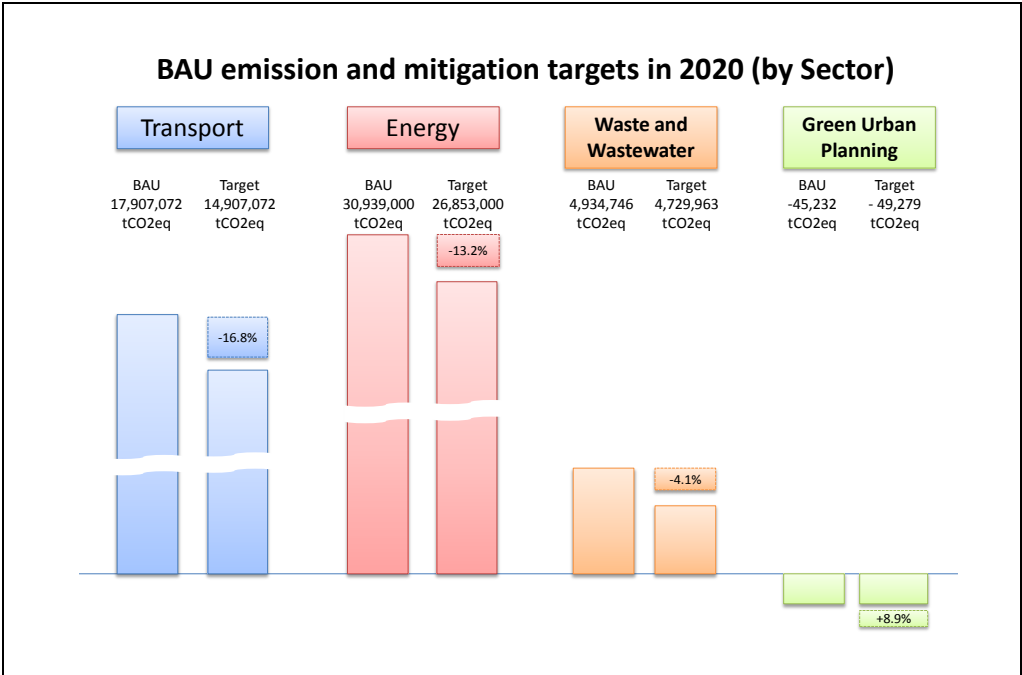 BAU emission and mitigation targets in 2020 (by Sector)
Transport
Energy
Waste and
Wastewater
Green Urban
Planning
BAU
17,907,072
tCO2eq
Target
14,907,072
tCO2eq
BAU
30,939,000
tCO2eq
Target
26,853,000
tCO2eq
BAU
4,934,746
tCO2eq
Target
4,729,963
tCO2eq
BAU
-45,232
tCO2eq
Target
- 49,279
tCO2eq
-16.8%
-13.2%
-4.1%
+8.9%